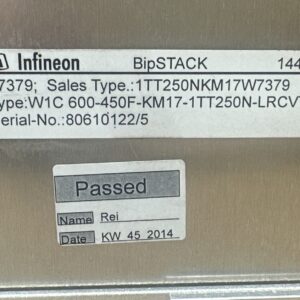 Infineon BipSTACK 144
7379; Sales Type.:1TT250NKM17W7379
ype:W1C 600-450F-KM17-1TT250N-LRCV
erial-No.:80610122/5
Passed
Name Rei
Date KW 45 2014